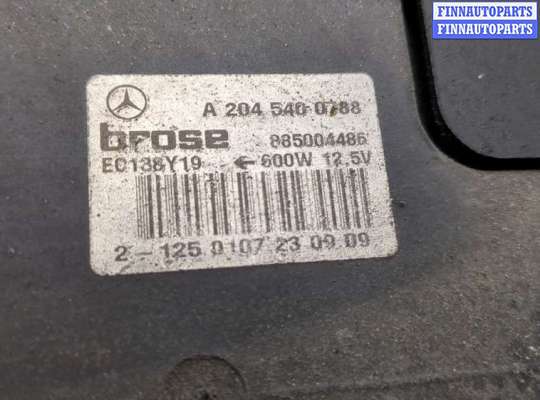 FINNAUTOPARTS
FINNAUTOPARTS
A 204 540 0788
brose 885004486
EC138Y19 ← 600W 12.5V
2-125 0107 23 09 09